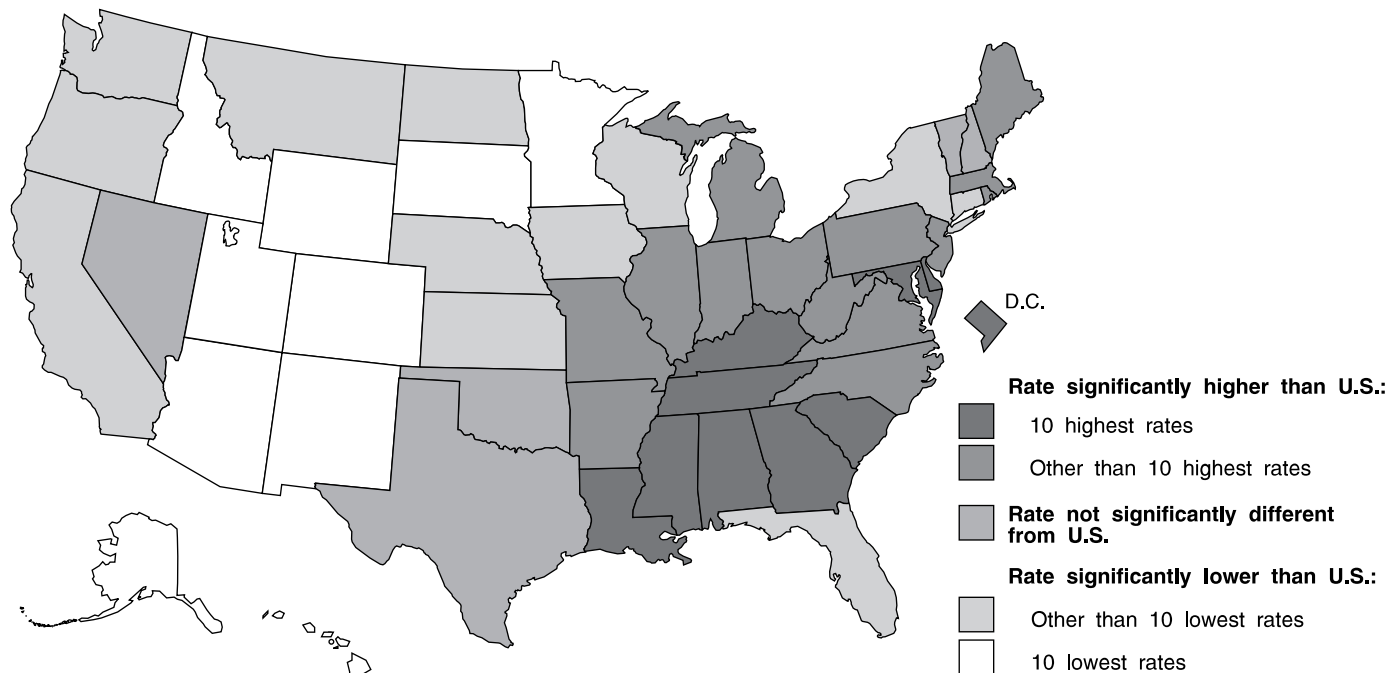 D.C.
Rate significantly higher than U.S.:
10 highest rates
Other than 10 highest rates
Rate not significantly different
from U.S.
Rate significantly lower than U.S.:
Other than 10 lowest rates
10 lowest rates